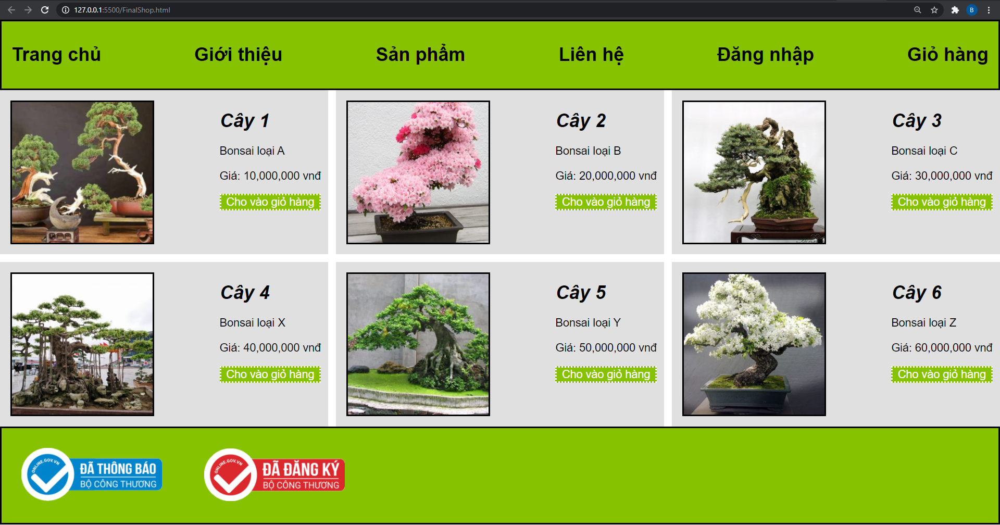 127.0.0.1:5500/FinalShop.html
B
Trang chủ Giới thiệu Sản phẩm Liên hệ Đăng nhập Giỏ hàng
Cây 1
Bonsai loại A
Giá: 10,000,000 vnđ
Cho vào giỏ hàng
Cây 2
Bonsai loại B
Giá: 20,000,000 vnđ
Cho vào giỏ hàng
Cây 3
Bonsai loại C
Giá: 30,000,000 vnđ
Cho vào giỏ hàng
Cây 4
Bonsai loại X
Giá: 40,000,000 vnđ
Cho vào giỏ hàng
Cây 5
Bonsai loại Y
Giá: 50,000,000 vnđ
Cho vào giỏ hàng
Cây 6
Bonsai loại Z
Giá: 60,000,000 vnđ
Cho vào giỏ hàng
ONLINE.GOV.VN
ĐÃ THÔNG BÁO
BỘ CÔNG THƯƠNG
ONLINE.GOV.VN
ĐÃ ĐĂNG KÝ
BỘ CÔNG THƯƠNG